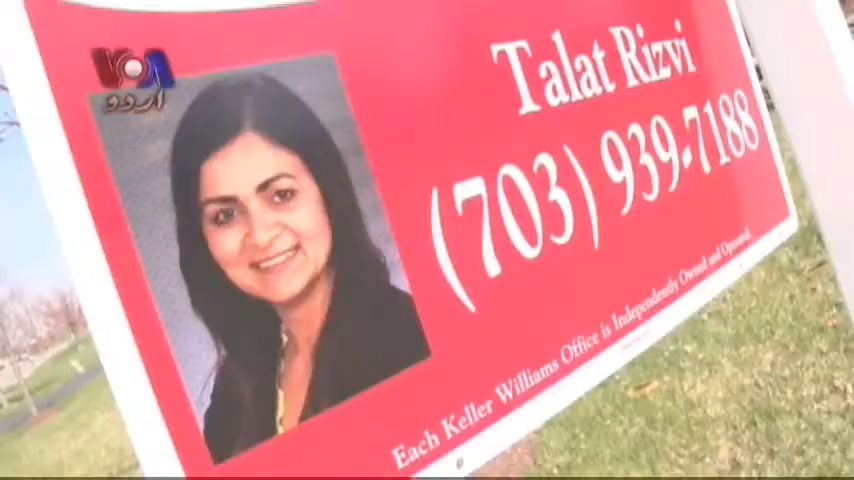 VOA
اردو
Talat Rizvi
(703) 939-7188
Each Keller Williams Office is Independently Owned and Operated